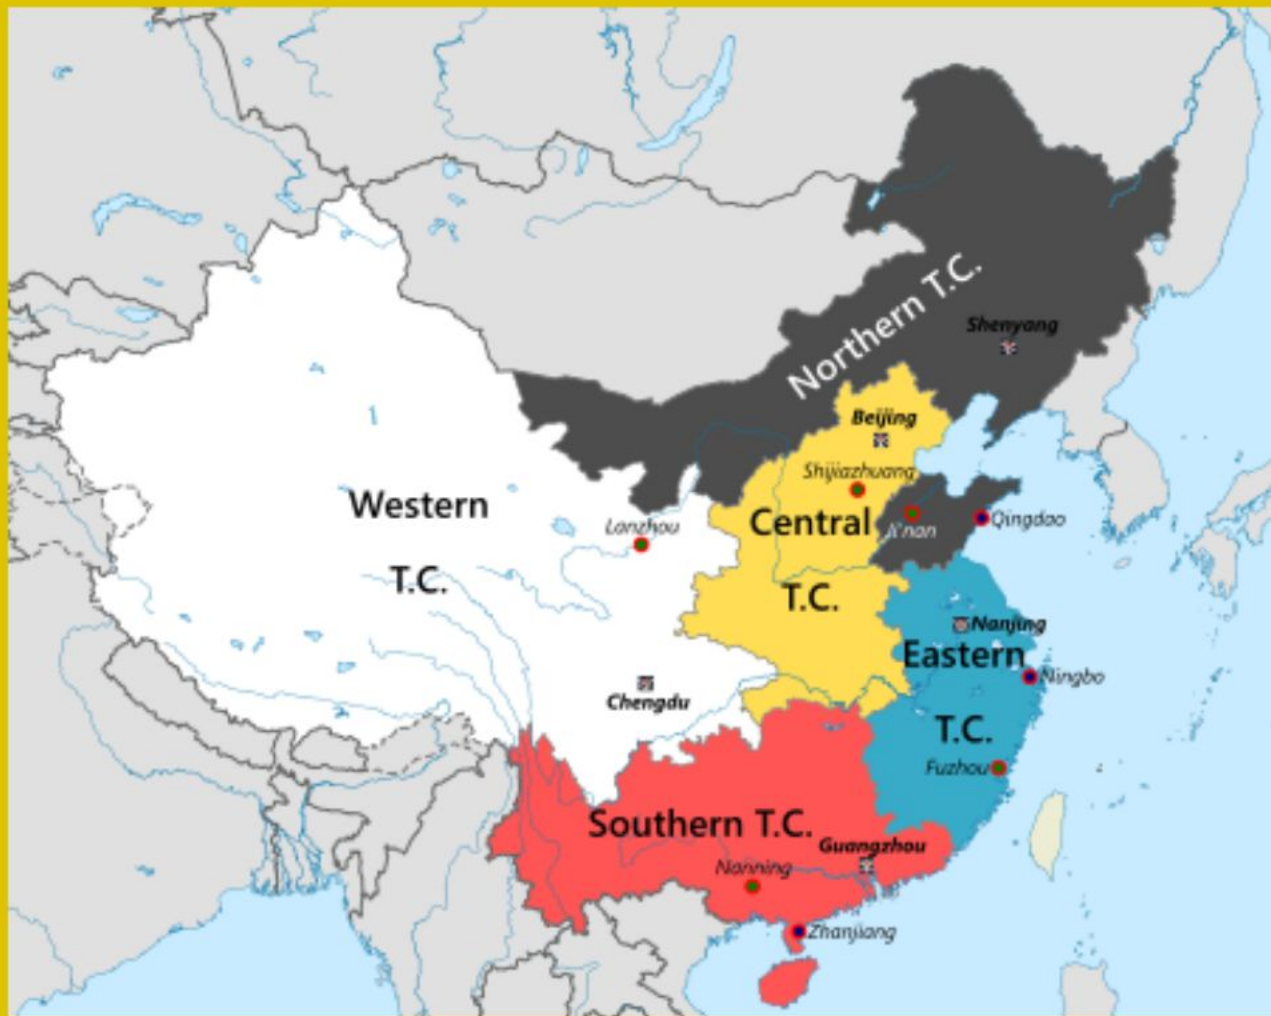 Northern T.C.
Shenyang
Beijing
Shijiazhuang
Western
T.C.
Lanzhou
Central
T.C.
Ji'nan
Qingdao
Nanjing
Eastern
T.C.
Ningbo
Chengdu
Fuzhou
Southern T.C.
Guangzhou
Nanning
Zhanjiang